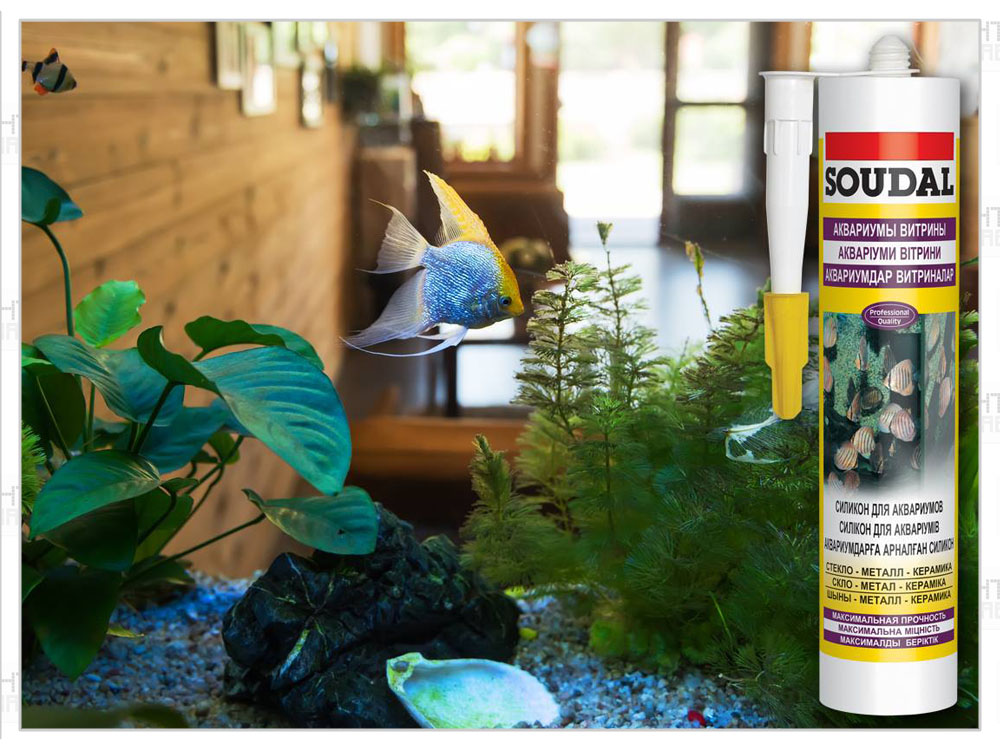 SOUDAL
АКВАРИУМЫ ВИТРИНЫ
АКВАРІУМИ ВІТРИНИ
АКВАРИУМДАР ВИТРИНАЛАР
Professional
Quality
СИЛИКОН ДЛЯ АКВАРИУМОВ
СИЛІКОН ДЛЯ АКВАРІУМІВ
АКВАРИУМДАРҒА АРНАЛҒАН СИЛИКОН
СТЕКЛО - МЕТАЛЛ - КЕРАМИКА
СКЛО - МЕТАЛ - КЕРАМІКА
ШЫНЫ - МЕТАЛЛ - КЕРАМИКА
МАКСИМАЛЬНАЯ ПРОЧНОСТЬ
МАКСИМАЛЬНА МІЦНІСТЬ
МАКСИМАЛДЫ БЕРІКТІК